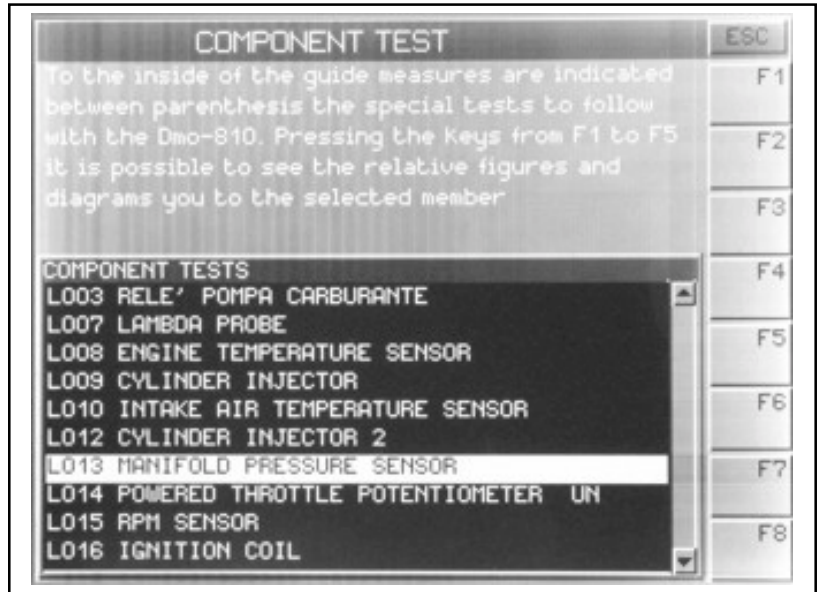 COMPONENT TEST
ESC
To the inside of the guide measures are indicated
between parenthesis the special tests to follow
with the Dmo-810. Pressing the Keys from F1 to F5
it is possible to see the relative figures and
diagrams you to the selected member
F1
F2
F3
F4
F5
F6
F7
F8
COMPONENT TESTS
L003 RELE' POMPA CARBURANTE
L007 LAMBDA PROBE
L008 ENGINE TEMPERATURE SENSOR
L009 CYLINDER INJECTOR
L010 INTAKE AIR TEMPERATURE SENSOR
L012 CYLINDER INJECTOR 2
L013 MANIFOLD PRESSURE SENSOR
L014 POWERED THROTTLE POTENTIOMETER UN
L015 RPM SENSOR
L016 IGNITION COIL